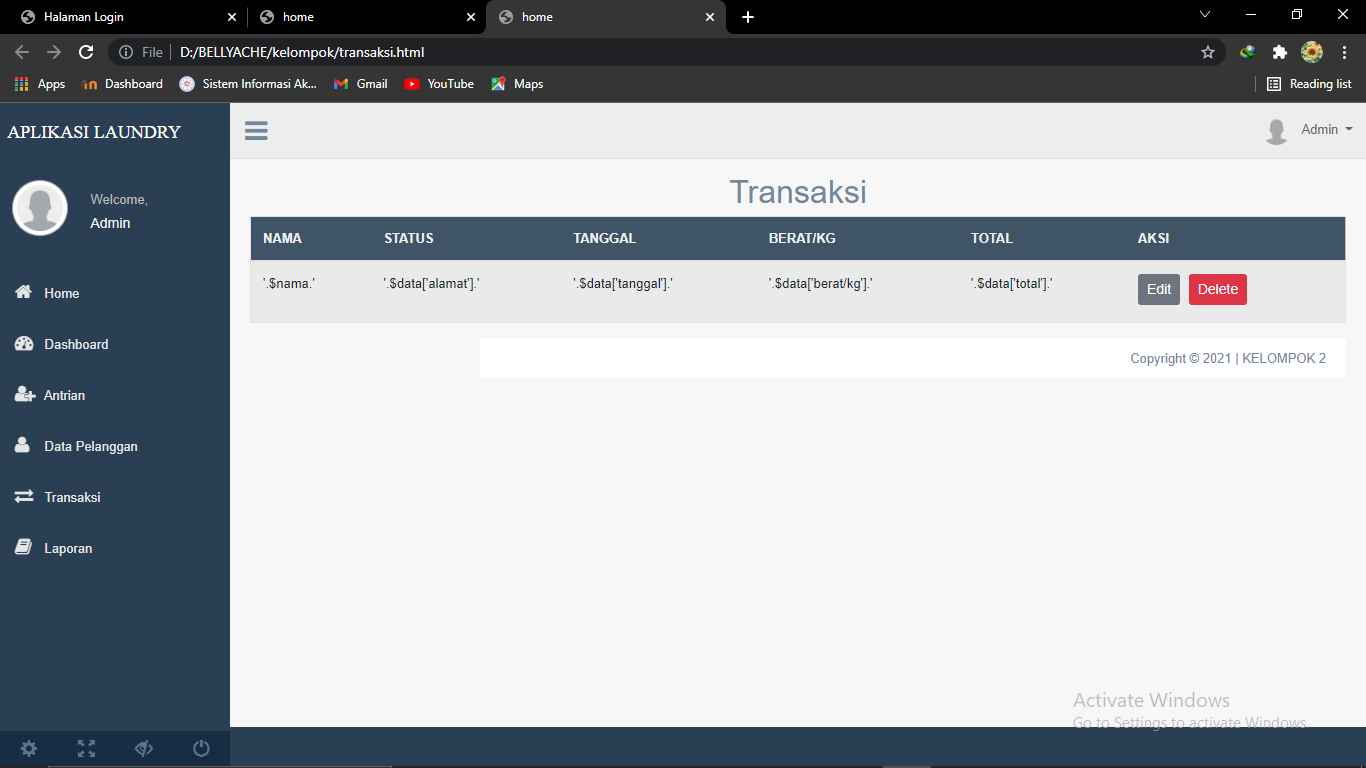 Halaman Login
home
home
File
D:/BELLYACHE/kelompok/transaksi.html
Apps
Dashboard
Sistem Informasi Ak...
Gmail
YouTube
Maps
Reading list
APLIKASI LAUNDRY
Welcome,
Admin
Home
Dashboard
Antrian
Data Pelanggan
Transaksi
Laporan
Admin
Transaksi
NAMA STATUS TANGGAL BERAT/KG TOTAL AKSI
'.$nama.' '.$data['alamat'].' '.$data['tanggal'].' '.$data['berat/kg'].' '.$data['total'].' Edit Delete
Copyright © 2021 | KELOMPOK 2
Activate Windows
Go to Settings to activate Windows.